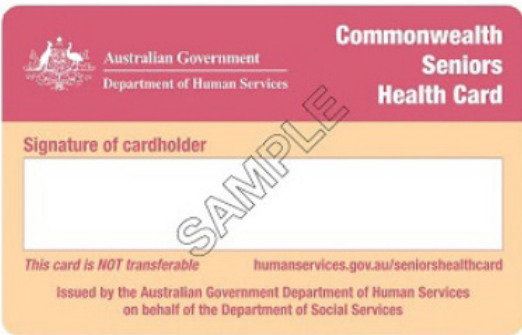 Australian Government
Department of Human Services
Commonwealth
Seniors
Health Card
Signature of cardholder
SAMPLE
This card is NOT transferable
humanservices.gov.au/seniorshealthcard
Issued by the Australian Government Department of Human Services
on behalf of the Department of Social Services